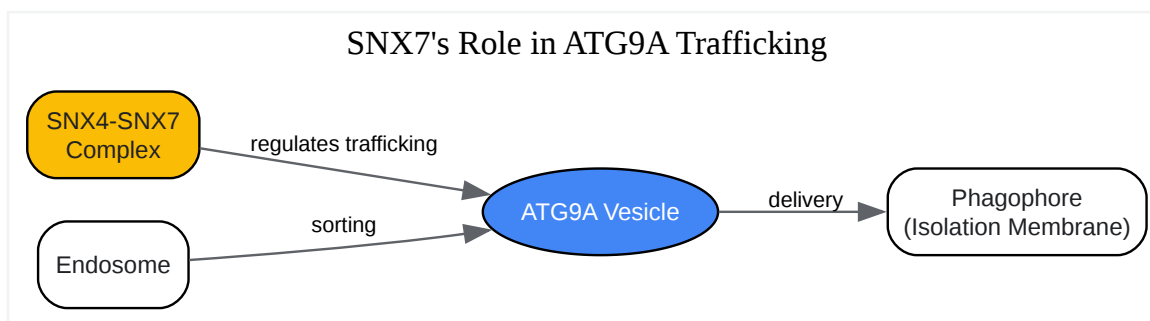 SNX7's Role in ATG9A Trafficking
SNX4-SNX7
Complex
regulates trafficking
Endosome
sorting
ATG9A Vesicle
delivery
Phagophore
(Isolation Membrane)